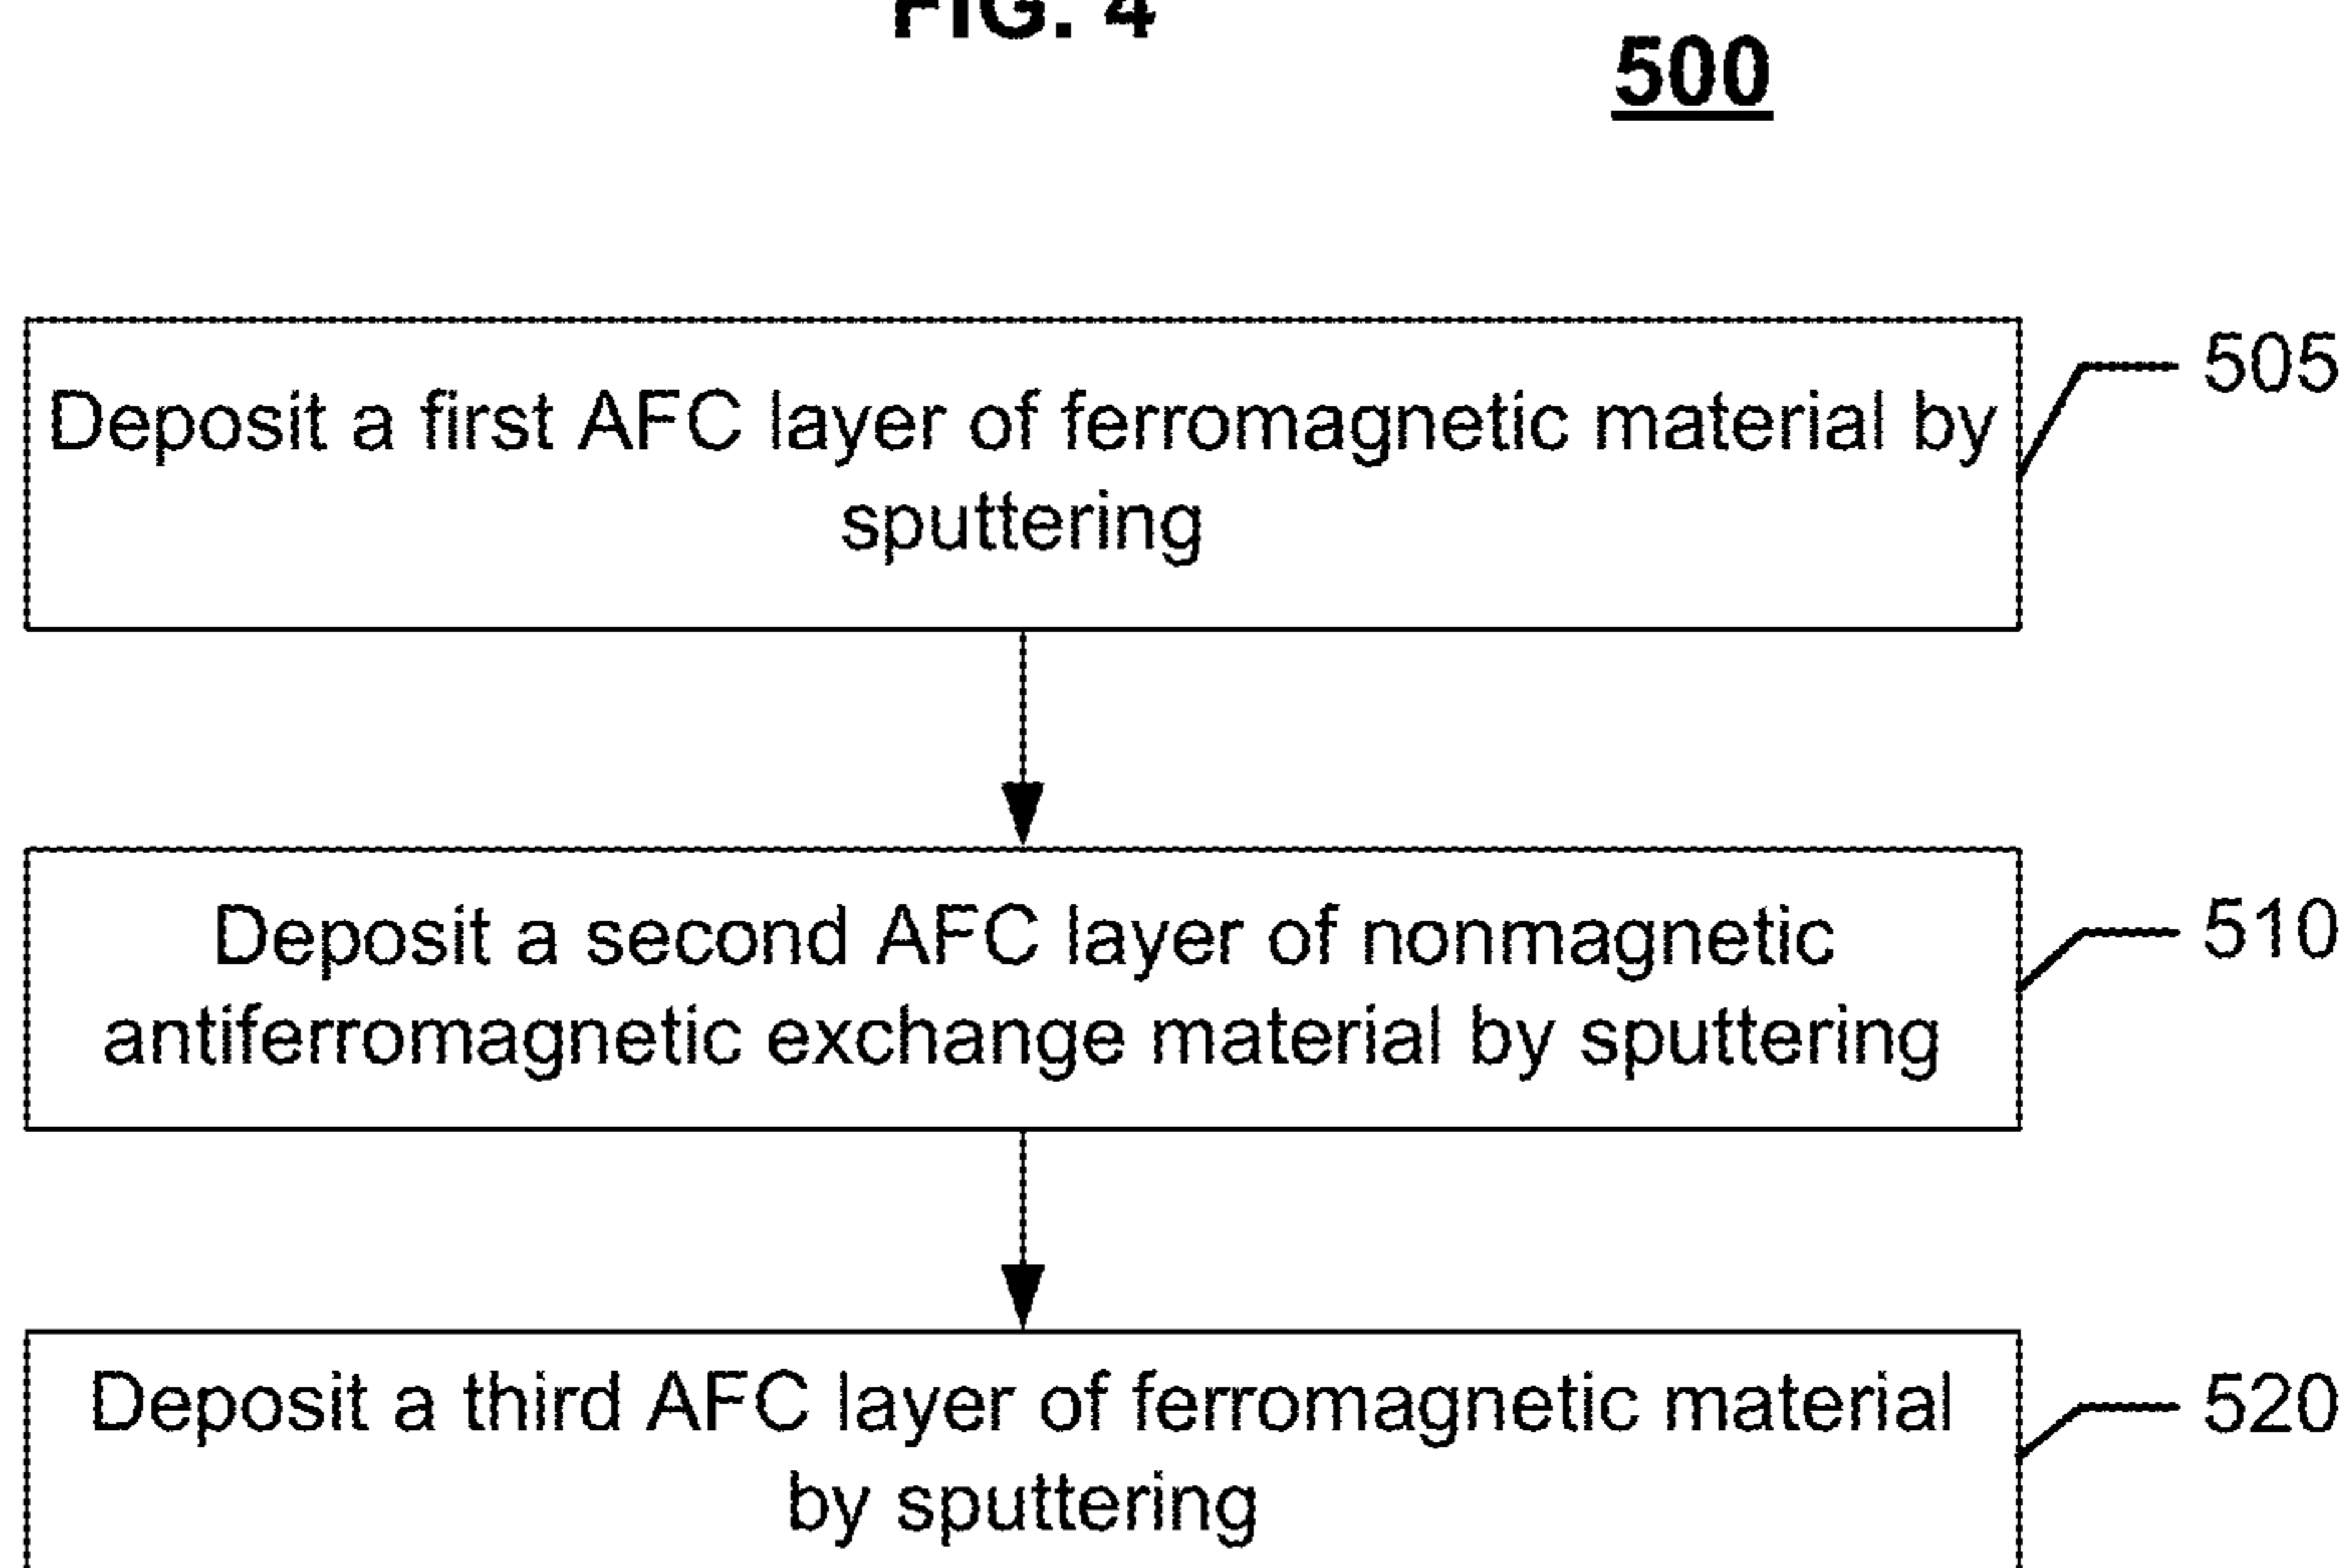 FIG. 4
500
Deposit a first AFC layer of ferromagnetic material by
sputtering
505
Deposit a second AFC layer of nonmagnetic
antiferromagnetic exchange material by sputtering
510
Deposit a third AFC layer of ferromagnetic material
by sputtering
520